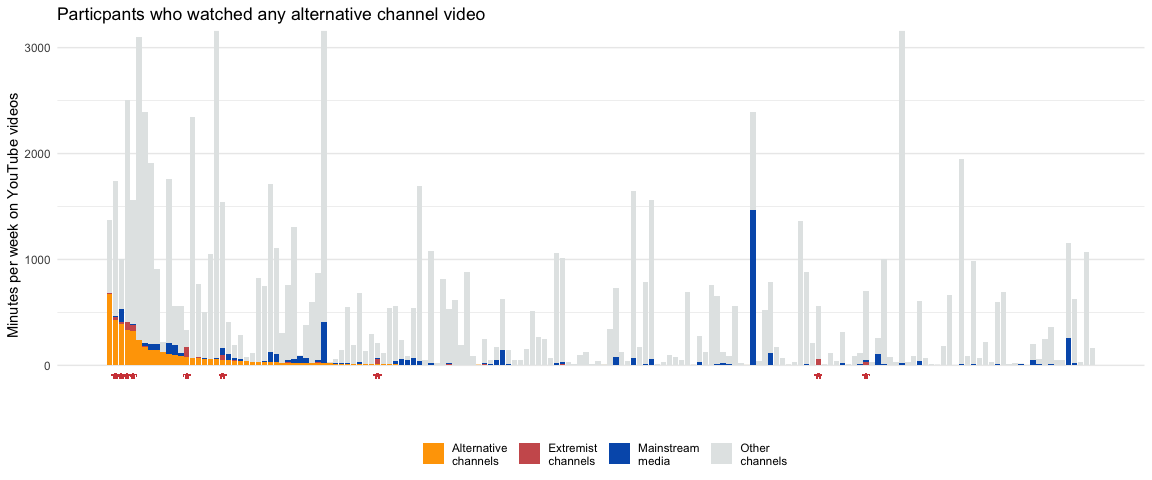 Particpants who watched any alternative channel video
Minutes per week on YouTube videos
3000
2000
1000
0
Alternative
channels
Extremist
channels
Mainstream
media
Other
channels